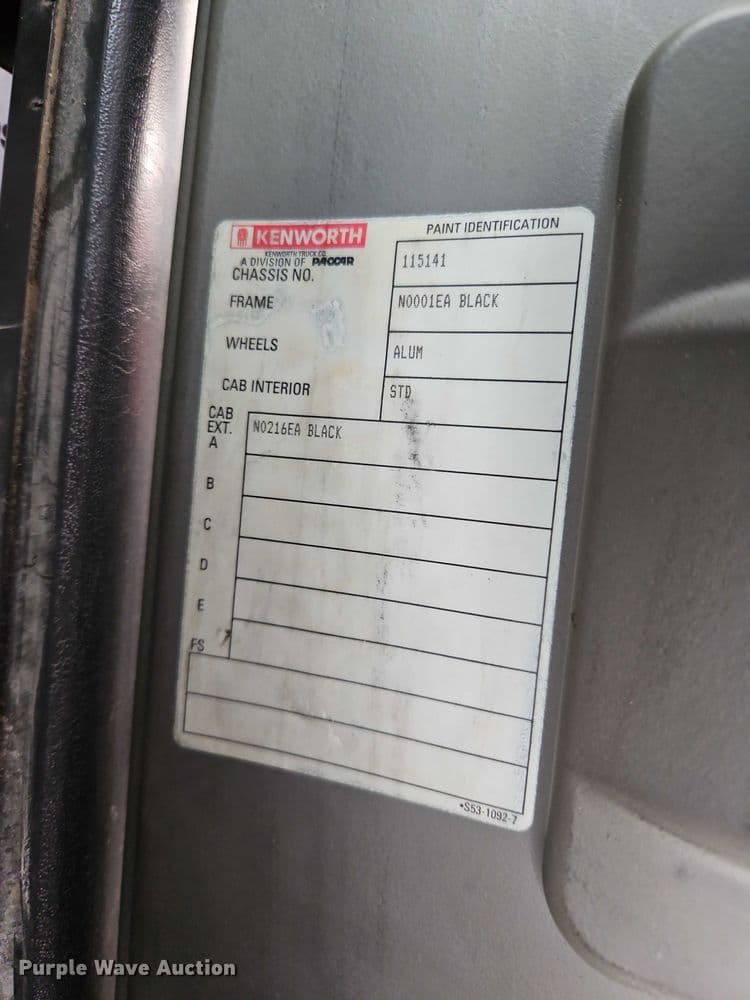 KENWORTH
PAINT IDENTIFICATION
KENWORTH TRUCK CO.
A DIVISION OF PACCAR
CHASSIS NO. 115141
FRAME N0001EA BLACK
WHEELS ALUM
CAB INTERIOR STD
CAB
EXT.
A N0216EA BLACK
B
C
D
E
FS
*S53-1092-7
Purple Wave Auction